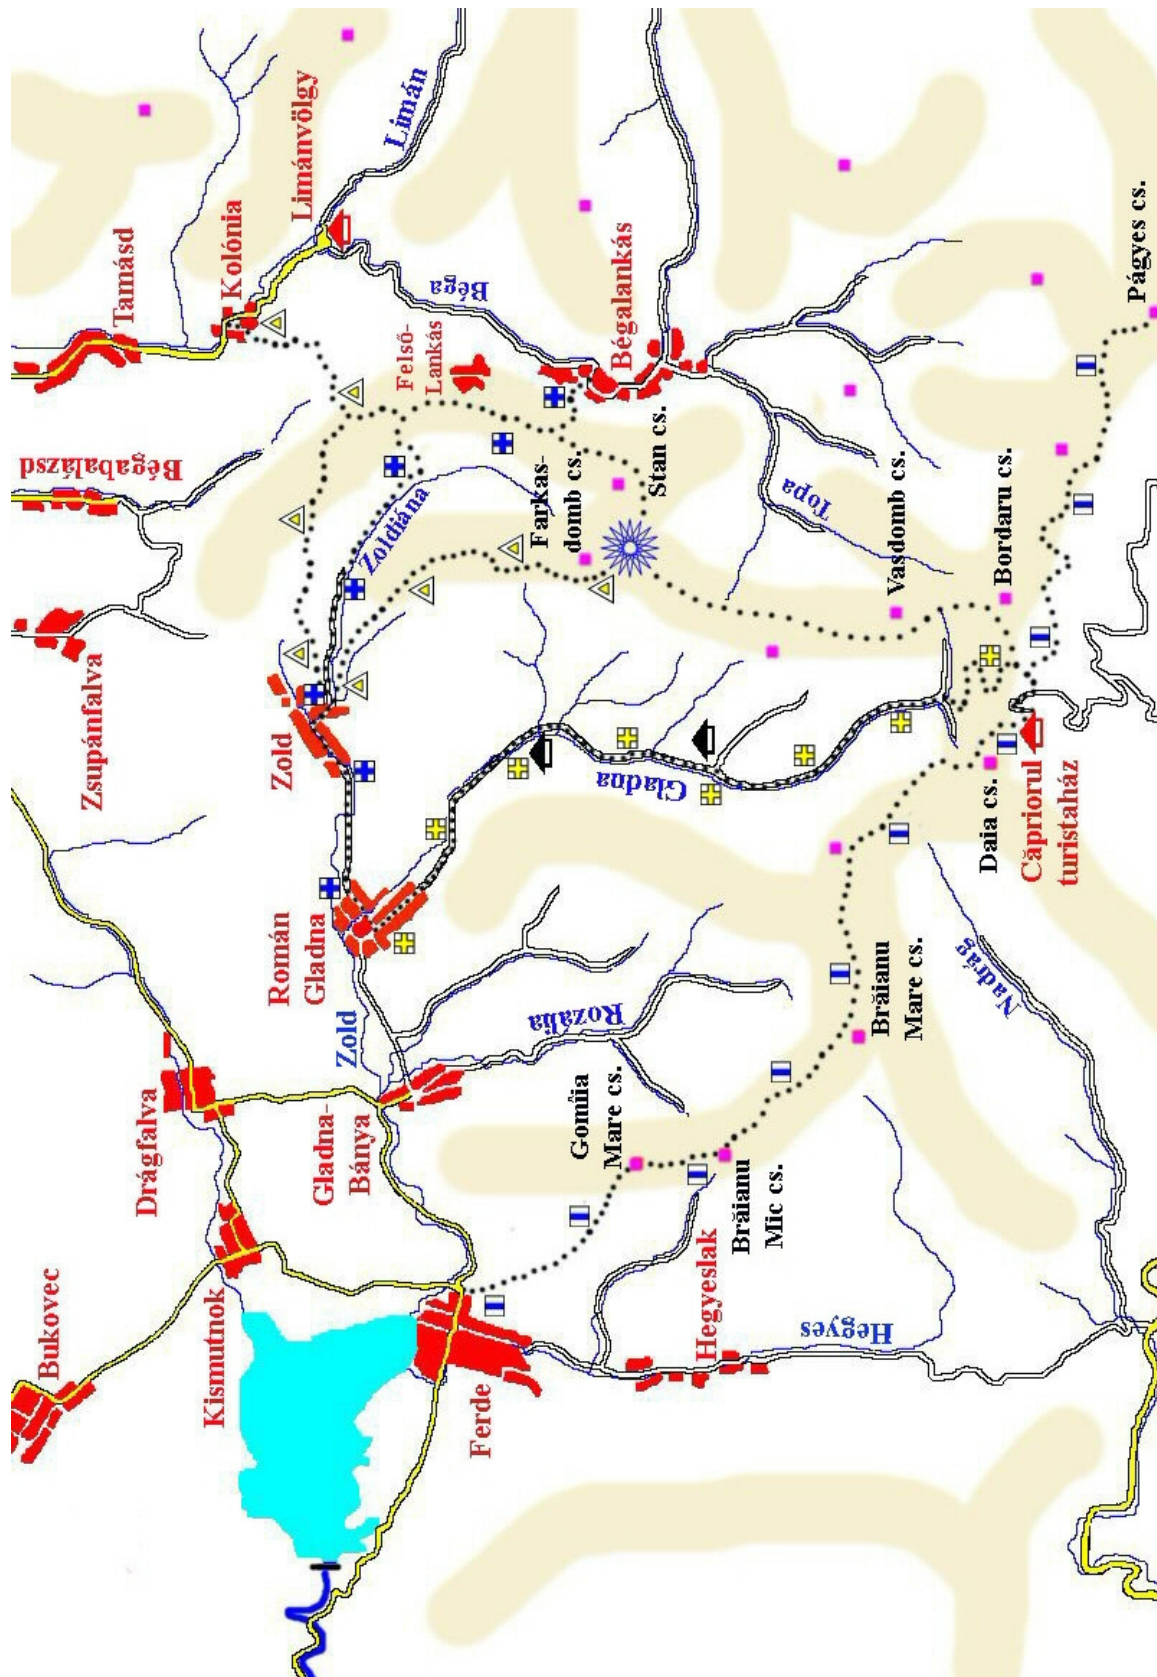 Bukovec
Zsupánfalva
Bégabalázsd
Tamásd
Drágfalva
Kismutnok
Kolónia
Zold
Limánvölgy
Román
Gladna
Gladna-
Bánya
Zold
Felső-
Lankás
Limán
Zoldiána
Béga
Ferde
Farkas-
domb cs.
Rozália
Gomîia
Mare cs.
Bégalankás
Gladna
Stan cs.
Hegyeslak
Brăianu
Mic cs.
Topa
Hegyes
Vasdomb cs.
Brăianu
Mare cs.
Nadrág
Daia cs.
Bordaru cs.
Căpriorul
turistaház
Págyes cs.